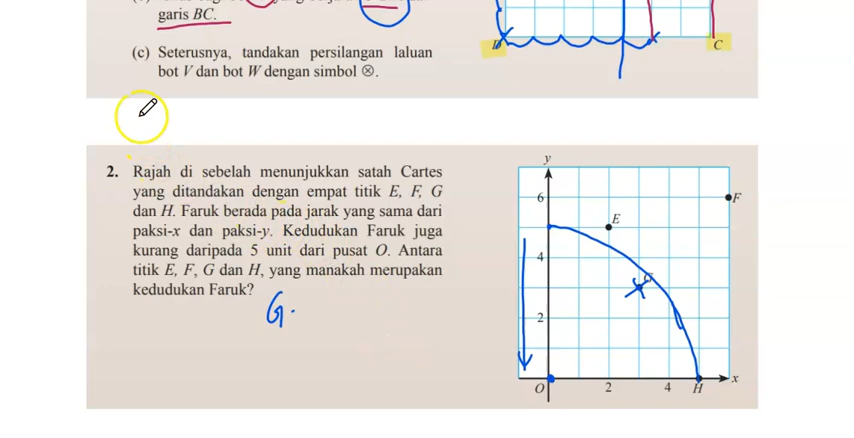 garis BC.
(c) Seterusnya, tandakan persilangan laluan
bot V dan bot W dengan simbol ⊗.
D
C
2. Rajah di sebelah menunjukkan satah Cartes
yang ditandakan dengan empat titik E, F, G
dan H. Faruk berada pada jarak yang sama dari
paksi-x dan paksi-y. Kedudukan Faruk juga
kurang daripada 5 unit dari pusat O. Antara
titik E, F, G dan H, yang manakah merupakan
kedudukan Faruk?
G.
y
6
F
E
4
G
2
O
2
4
H
x